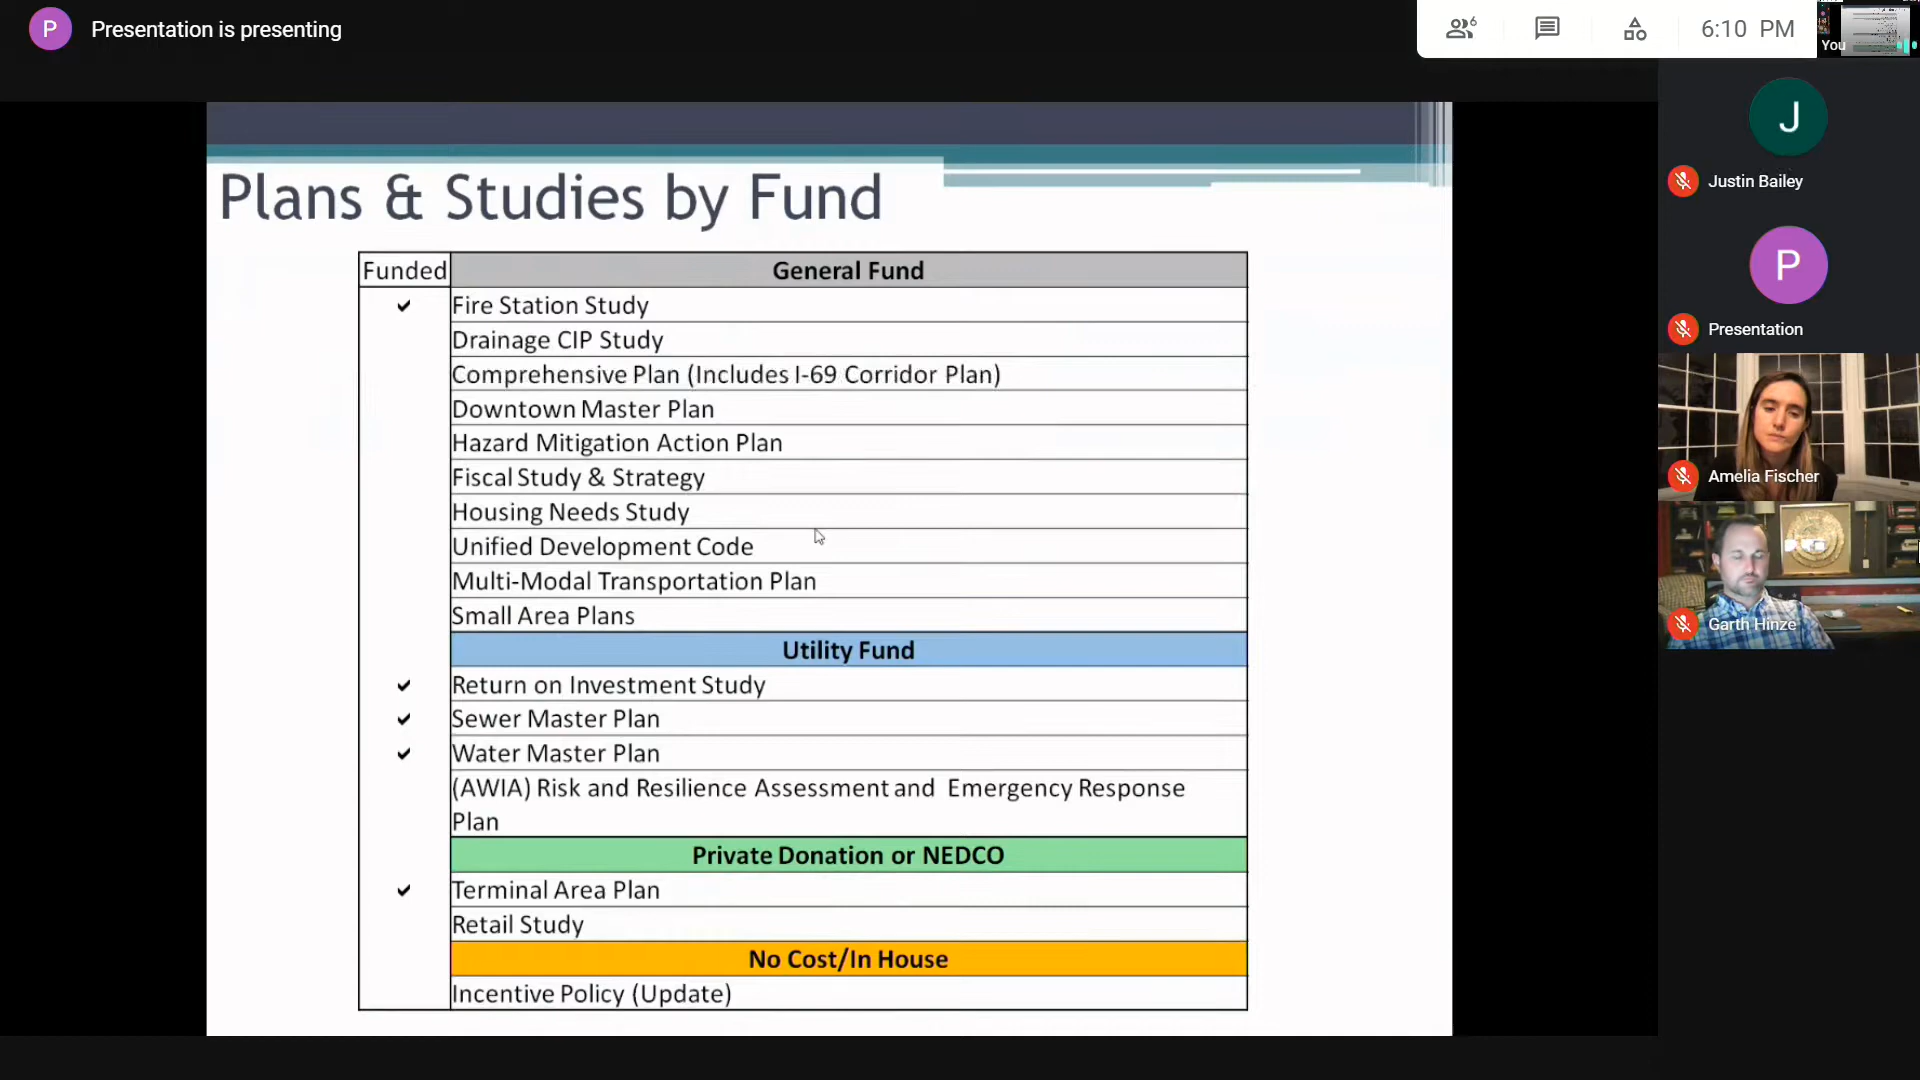 P Presentation is presenting
6
6:10 PM
You
J
Justin Bailey
P
Presentation
Amelia Fischer
Garth Hinze
Plans & Studies by Fund
Funded General Fund
✔ Fire Station Study
Drainage CIP Study
Comprehensive Plan (Includes I-69 Corridor Plan)
Downtown Master Plan
Hazard Mitigation Action Plan
Fiscal Study & Strategy
Housing Needs Study
Unified Development Code
Multi-Modal Transportation Plan
Small Area Plans
Utility Fund
✔ Return on Investment Study
✔ Sewer Master Plan
✔ Water Master Plan
(AWIA) Risk and Resilience Assessment and Emergency Response
Plan
Private Donation or NEDCO
✔ Terminal Area Plan
Retail Study
No Cost/In House
Incentive Policy (Update)